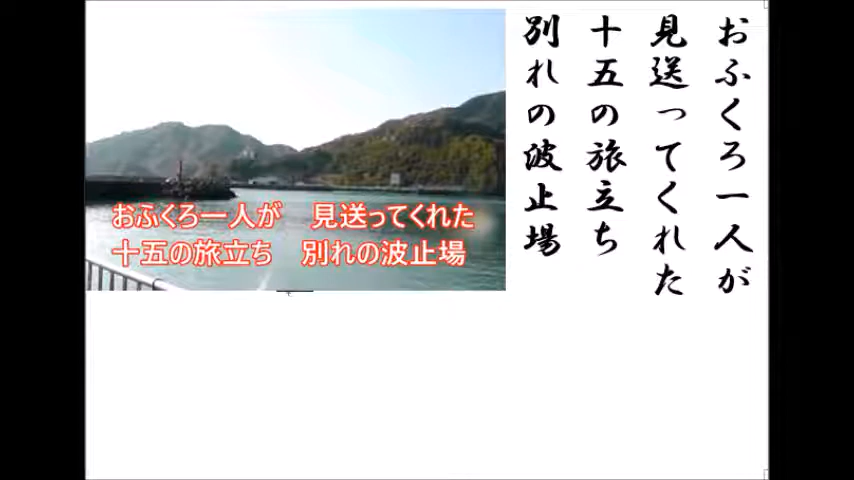 おふくろ一人が
見送ってくれた
十五の旅立ち
別れの波止場
おふくろ一人が　見送ってくれた
十五の旅立ち　別れの波止場